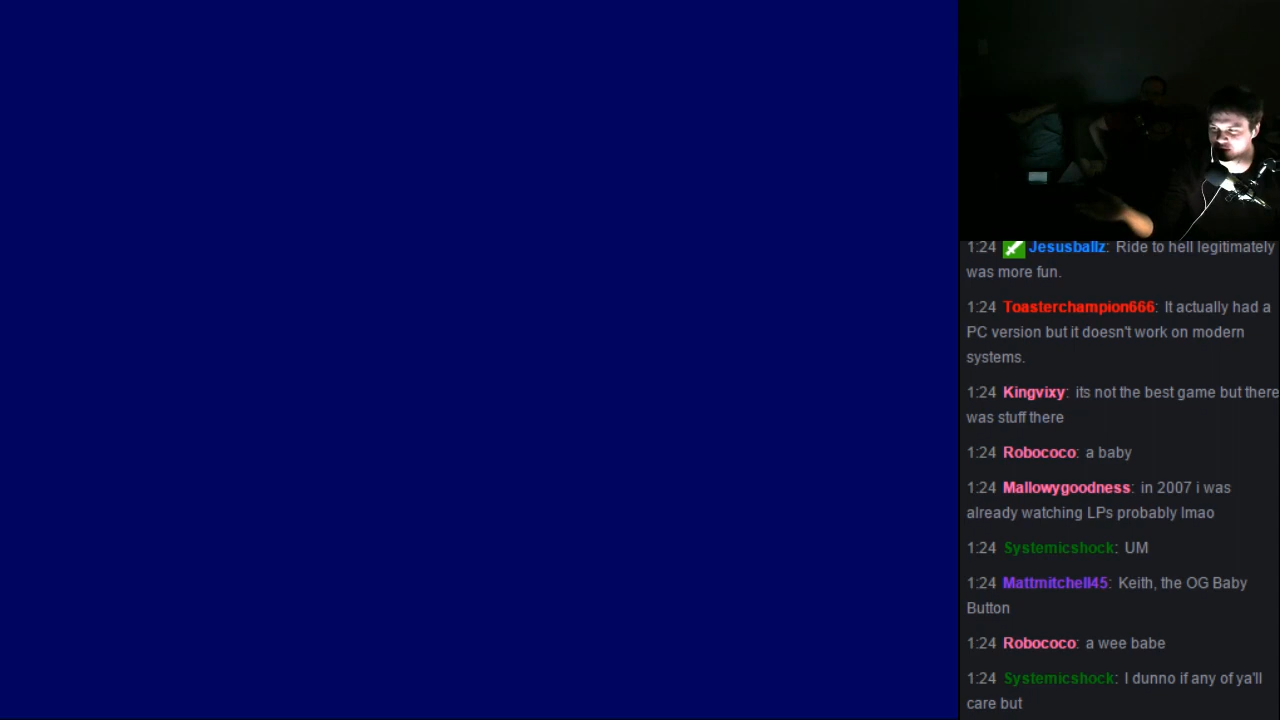 1:24 Jesusballz: Ride to hell legitimately
was more fun.
1:24 Toasterchampion666: It actually had a
PC version but it doesn't work on modern
systems.
1:24 Kingvixy: its not the best game but there
was stuff there
1:24 Robococo: a baby
1:24 Mallowygoodness: in 2007 i was
already watching LPs probably lmao
1:24 Systemicshock: UM
1:24 Mattmitchell45: Keith, the OG Baby
Button
1:24 Robococo: a wee babe
1:24 Systemicshock: I dunno if any of ya'll
care but